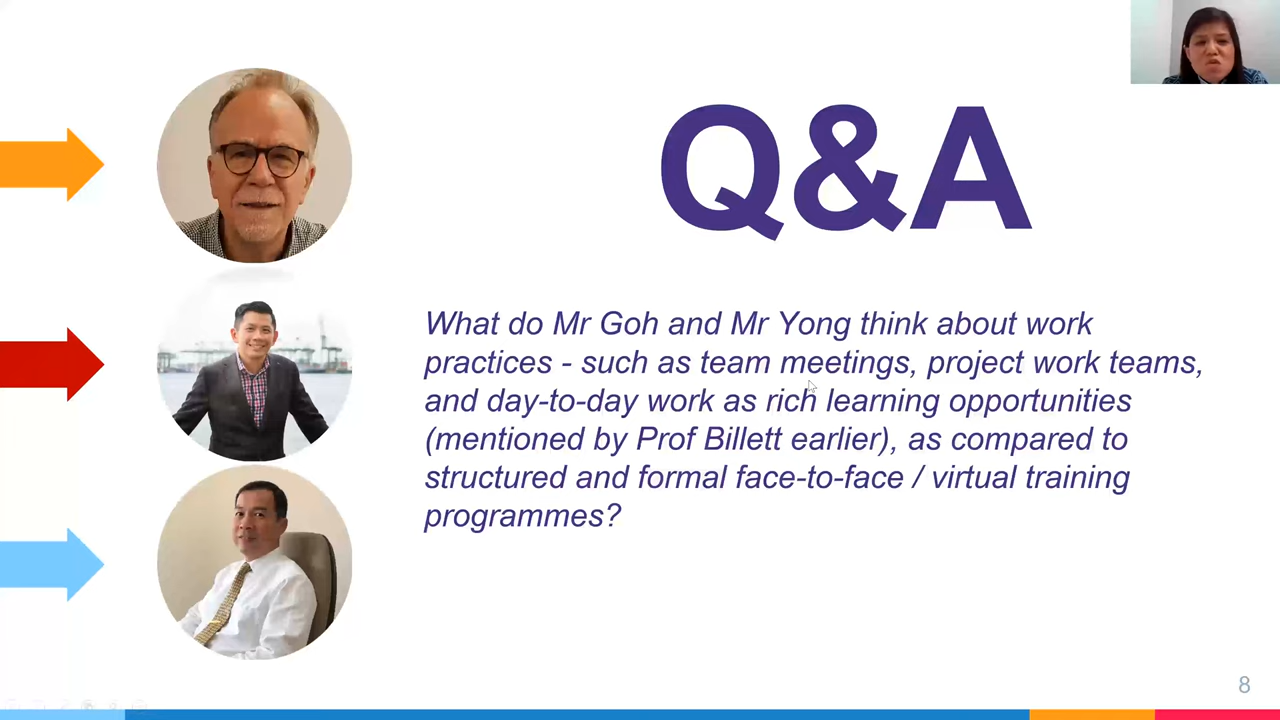 Q&A
What do Mr Goh and Mr Yong think about work
practices - such as team meetings, project work teams,
and day-to-day work as rich learning opportunities
(mentioned by Prof Billett earlier), as compared to
structured and formal face-to-face / virtual training
programmes?
8